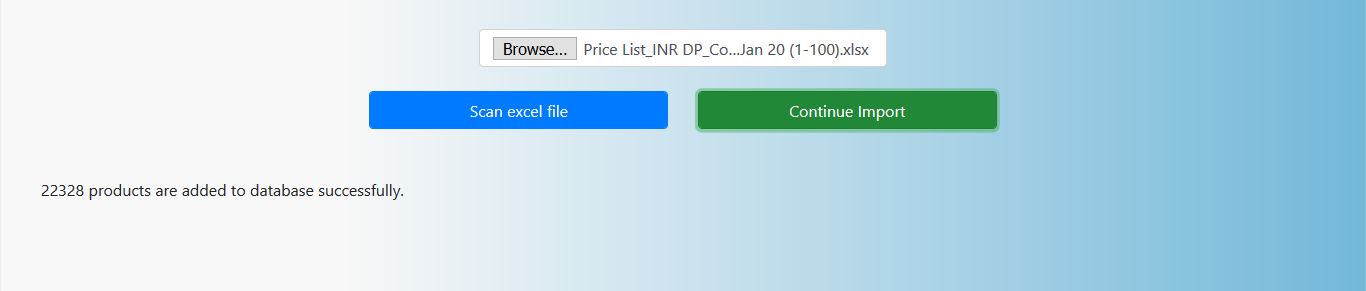 Browse... Price List_INR DP_Co...Jan 20 (1-100).xlsx
Scan excel file Continue Import
22328 products are added to database successfully.